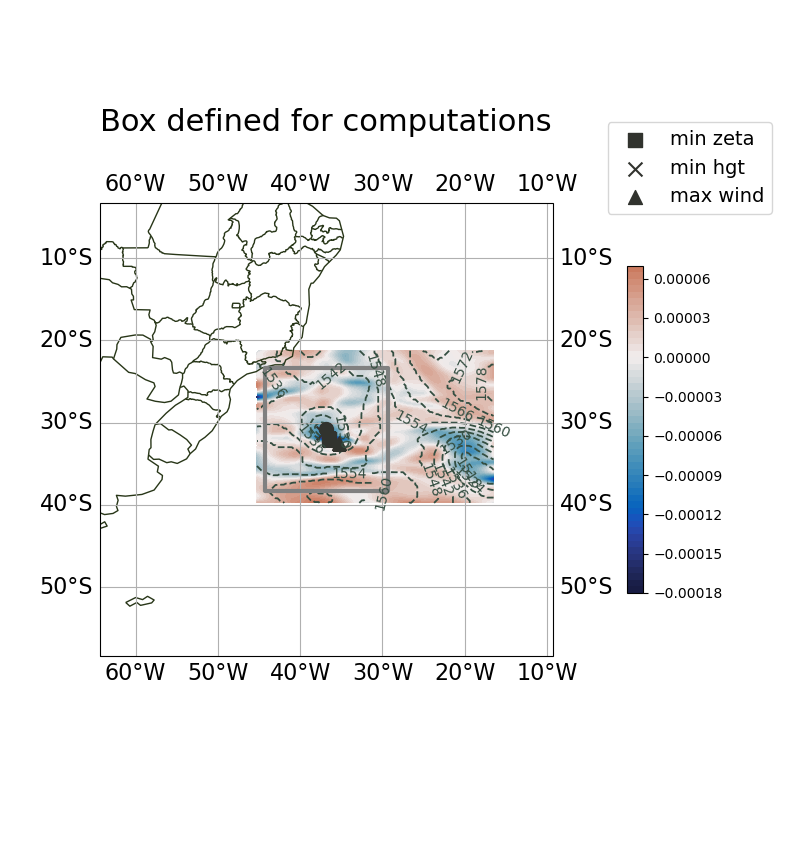 Box defined for computations
min zeta
min hgt
max wind
60°W 50°W 40°W 30°W 20°W 10°W
10°S 10°S
20°S 20°S
30°S 30°S
40°S 40°S
50°S 50°S
60°W 50°W 40°W 30°W 20°W 10°W
0.00006
0.00003
0.00000
−0.00003
−0.00006
−0.00009
−0.00012
−0.00015
−0.00018
1536
1542
1548
1572
1578
1554
1566
1560
1554
1560
1548